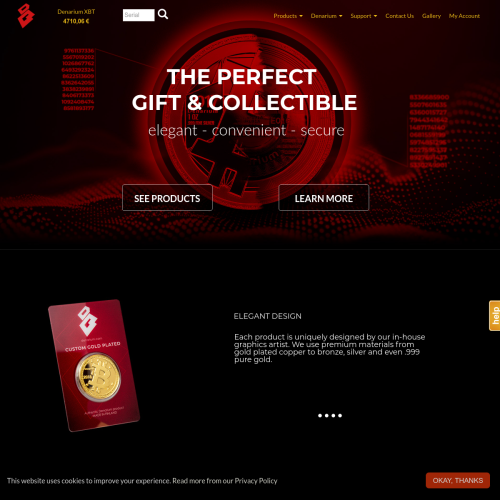 Denarium XBT
4710,06 €
Serial
Products
Denarium
Support
Contact Us
Gallery
My Account
THE PERFECT
GIFT & COLLECTIBLE
elegant - convenient - secure
SEE PRODUCTS
LEARN MORE
help
CUSTOM GOLD PLATED
ELEGANT DESIGN
Each product is uniquely designed by our in-house
graphics artist. We use premium materials from
gold plated copper to bronze, silver and even .999
pure gold.
This website uses cookies to improve your experience. Read more from our Privacy Policy
OKAY, THANKS